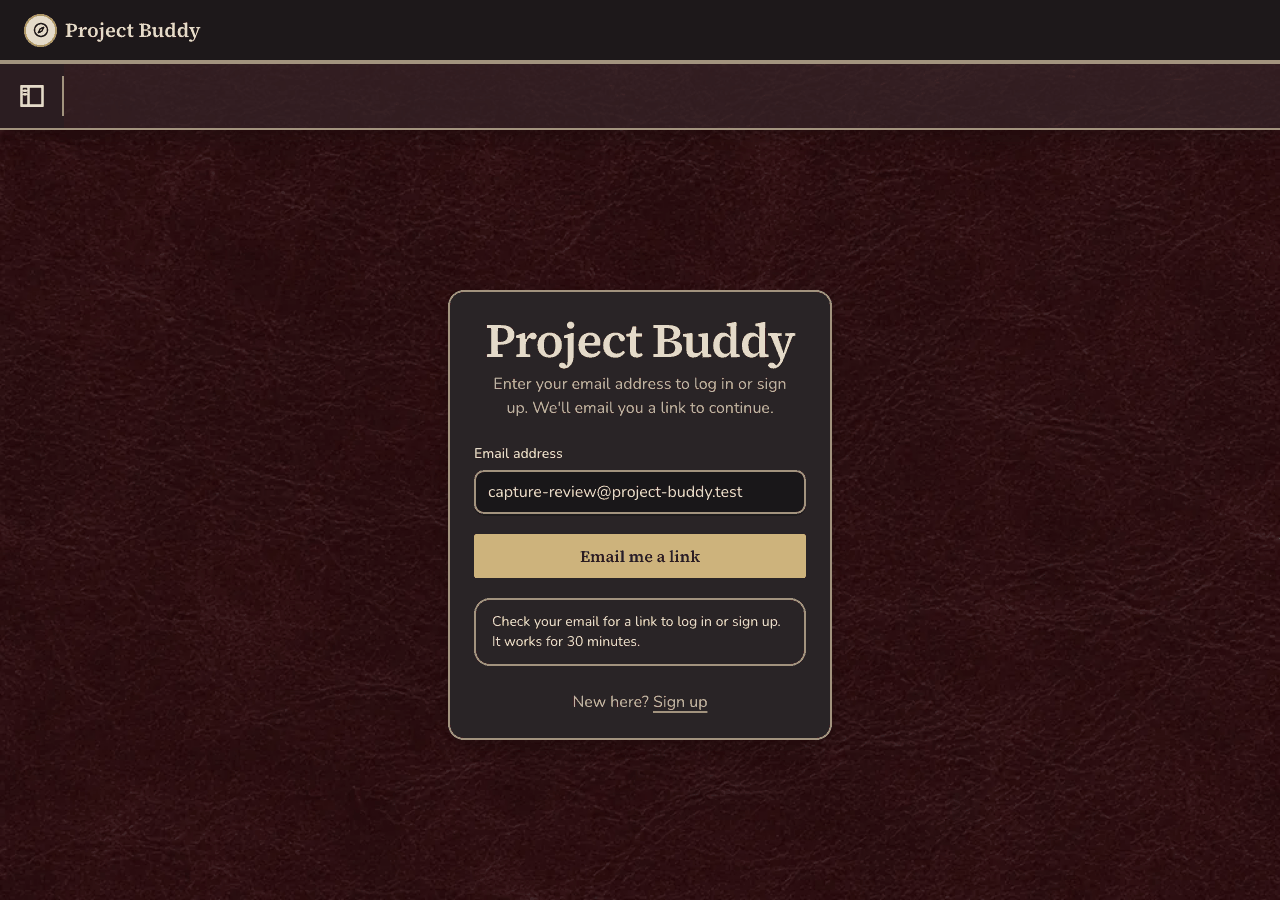 Project Buddy
Project Buddy
Enter your email address to log in or sign
up. We'll email you a link to continue.
Email address
capture-review@project-buddy.test
Email me a link
Check your email for a link to log in or sign up.
It works for 30 minutes.
New here? Sign up